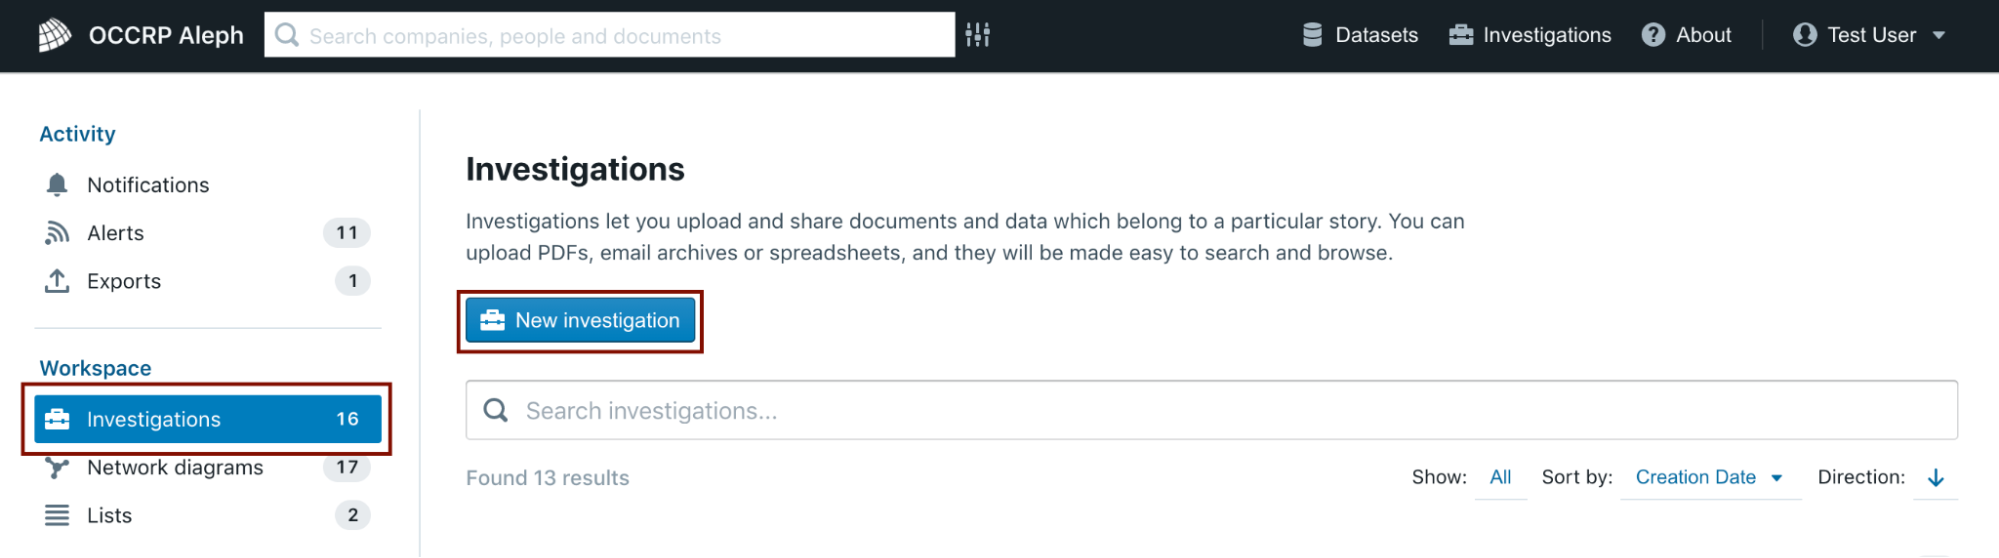 OCCRP Aleph
Search companies, people and documents
Datasets
Investigations
About
Test User
Activity
Notifications
Alerts 11
Exports 1
Workspace
Investigations 16
Network diagrams 17
Lists 2
Investigations
Investigations let you upload and share documents and data which belong to a particular story. You can
upload PDFs, email archives or spreadsheets, and they will be made easy to search and browse.
New investigation
Search investigations...
Found 13 results
Show: All Sort by: Creation Date Direction: